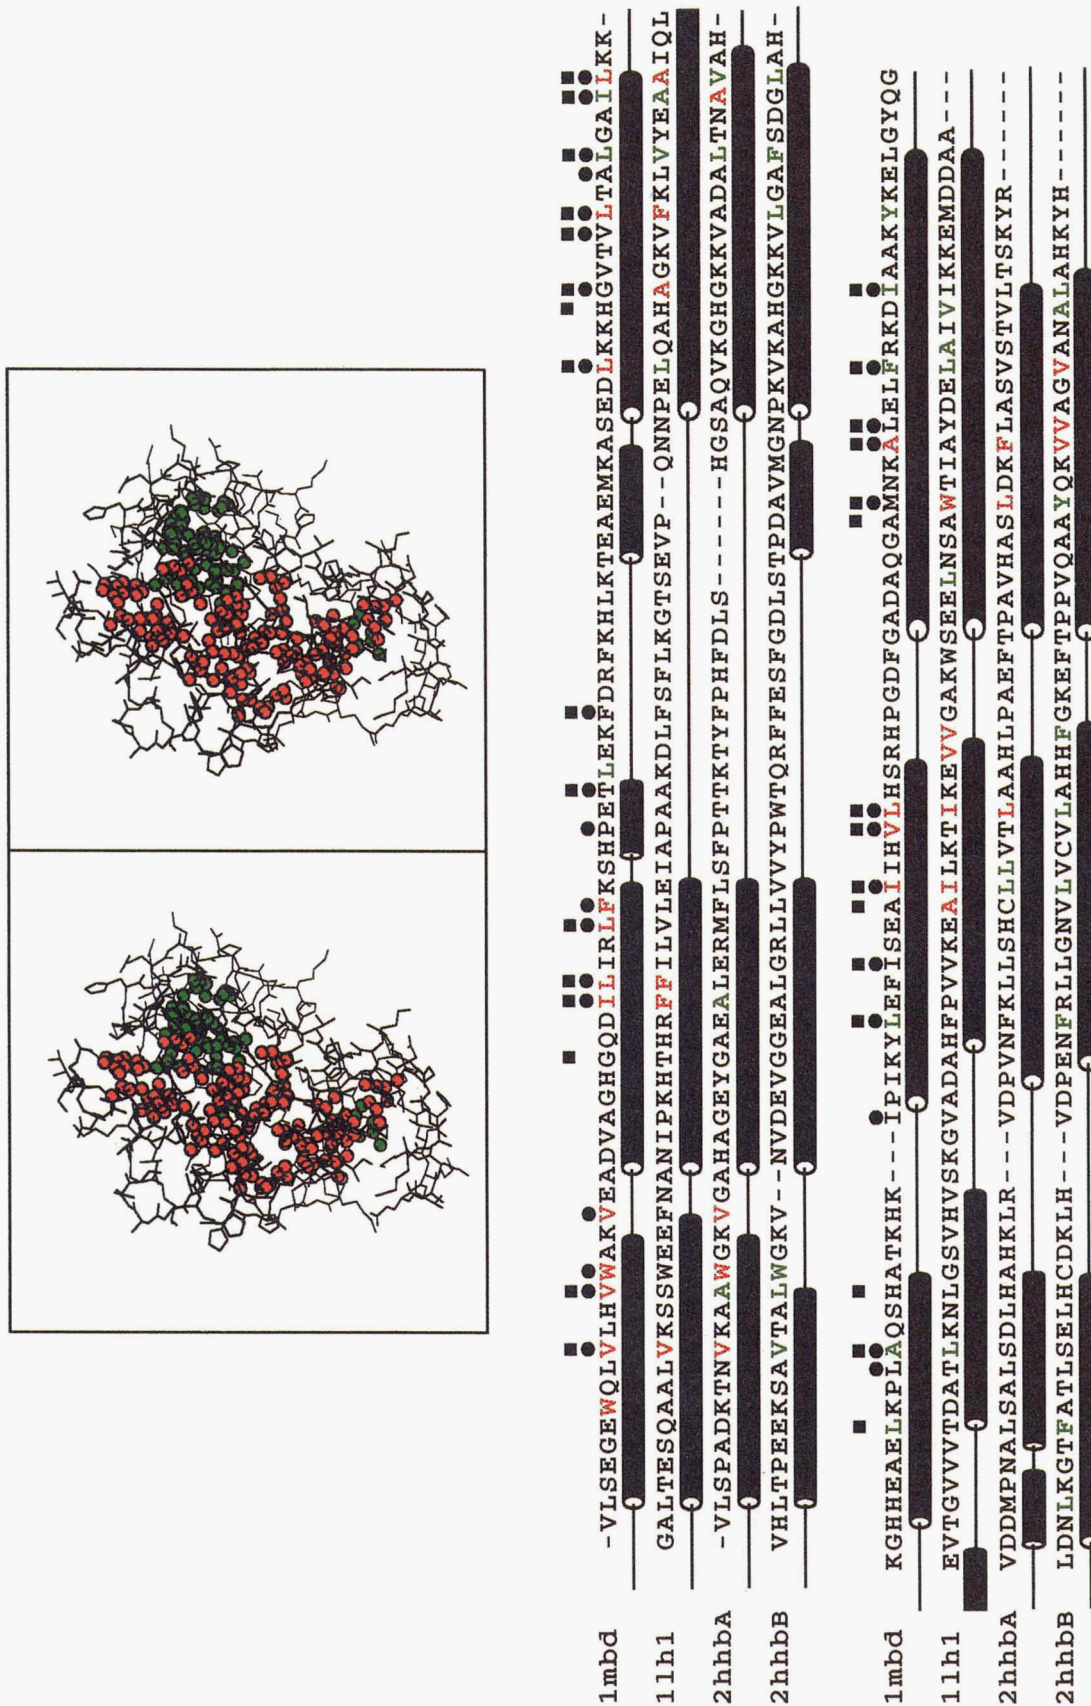 1mbd -VLSEGEWQLVLHVWAKVEADVAGHGQDILIRLFKSHPETLEKFDRFKHLKTEAEMKASEDLKKHGVTVLTALGAILKK-
1lh1 GALTESQAALVKSSWEEFNANIPKHTHRFFILVLEIAPAAKDLFSFLKGTSEVP--QNNPELQAHAGKVFKLVYEAAIQL
2hhbA -VLSPADKTNVKAAWGKVGAHAGEYGAEALERMFLSFPTTKTYFPHFDLS------HGSAQVKGHGKKVADALTNAVAH-
2hhbB VHLTPEEKSAVTALWGKV--NVDEVGGEALGRLLVVYPWTQRFFESFGDLSTPDAVMGNPKVKAHGKKVLGAFSDGLAH-
1mbd KGHHEAELKPLAQSHATKHK---IPIKYLEFISEAIIHVLHSRHPGDFGADAQGAMNKALELFRKDIAAKYKELGYQG
1lh1 EVTGVVVTDATLKNLGSVHVSKGVADAHFPVVKEAILKTIKEVVGAKWSEELNSAWTIAYDELAIVIKKEMDDAA---
2hhbA VDDMPNALSALSDLHAHKLR---VDPVNFKLLSHCLLVTLAAHLPAEFTPAVHASLDKFLASVSTVLTSKYR------
2hhbB LDNLKGTFATLSELHCDKLH---VDPENFRLLGNVLVCVLAHHFGKEFTPPVQAAYQKVVAGVANALAHKYH------